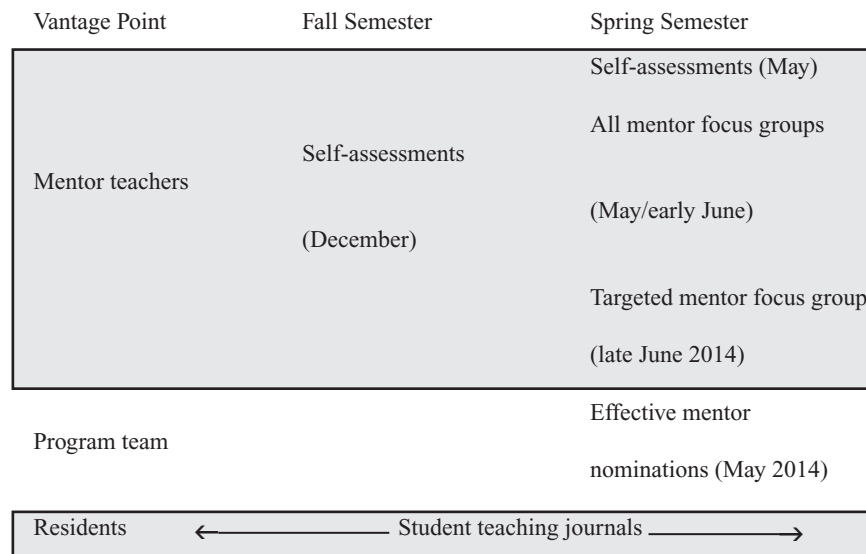 Vantage Point Fall Semester Spring Semester
Self-assessments (May)
All mentor focus groups
Self-assessments
Mentor teachers
(May/early June)
(December)
Targeted mentor focus group
(late June 2014)
Effective mentor
Program team
nominations (May 2014)
Residents ← Student teaching journals →